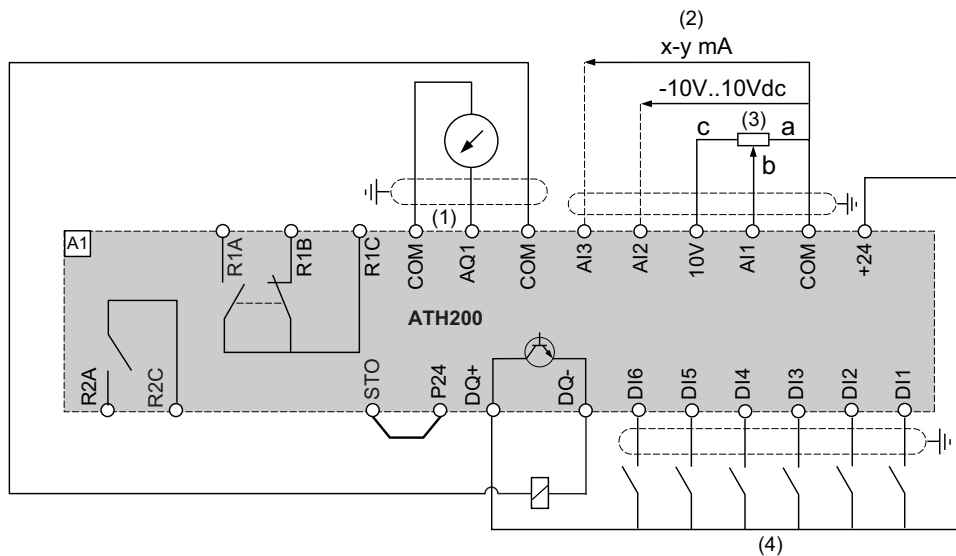 (2)
x-y mA
-10V..10Vdc
c (3) a
b
(1)
A1
R1A R1B R1C COM AQ1 COM AI3 AI2 10V AI1 COM +24
ATH200
R2A R2C STO P24 DQ+ DQ- DI6 DI5 DI4 DI3 DI2 DI1
(4)